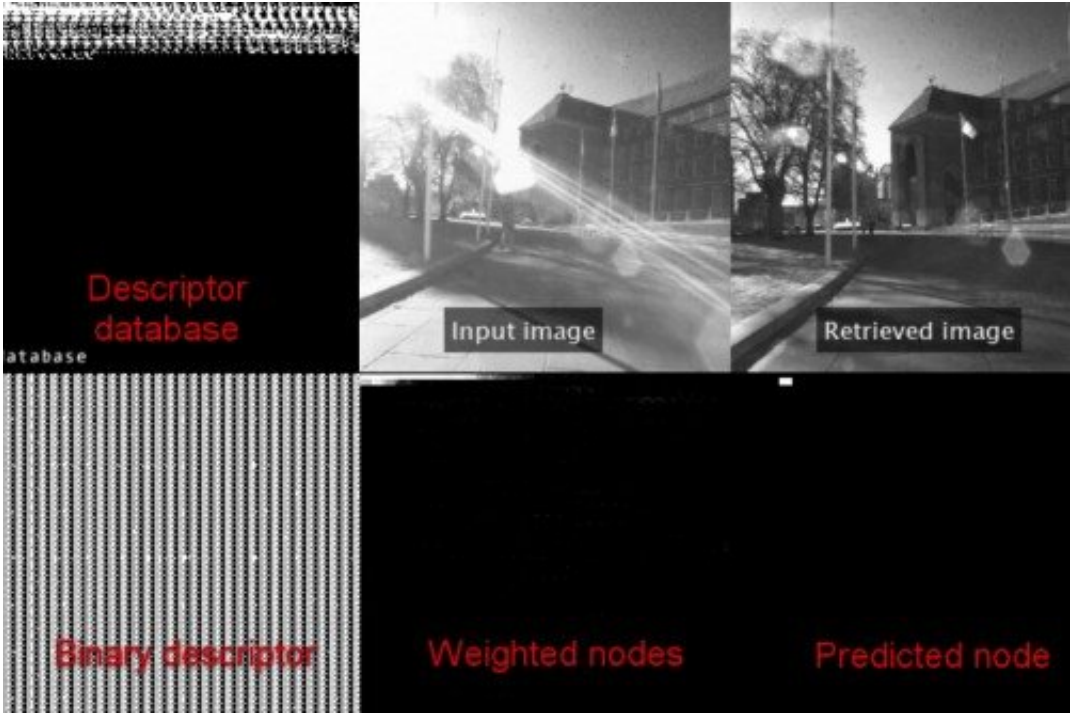 Descriptor
database
atabase
Input image
Retrieved image
Binary descriptor
Weighted nodes
Predicted node